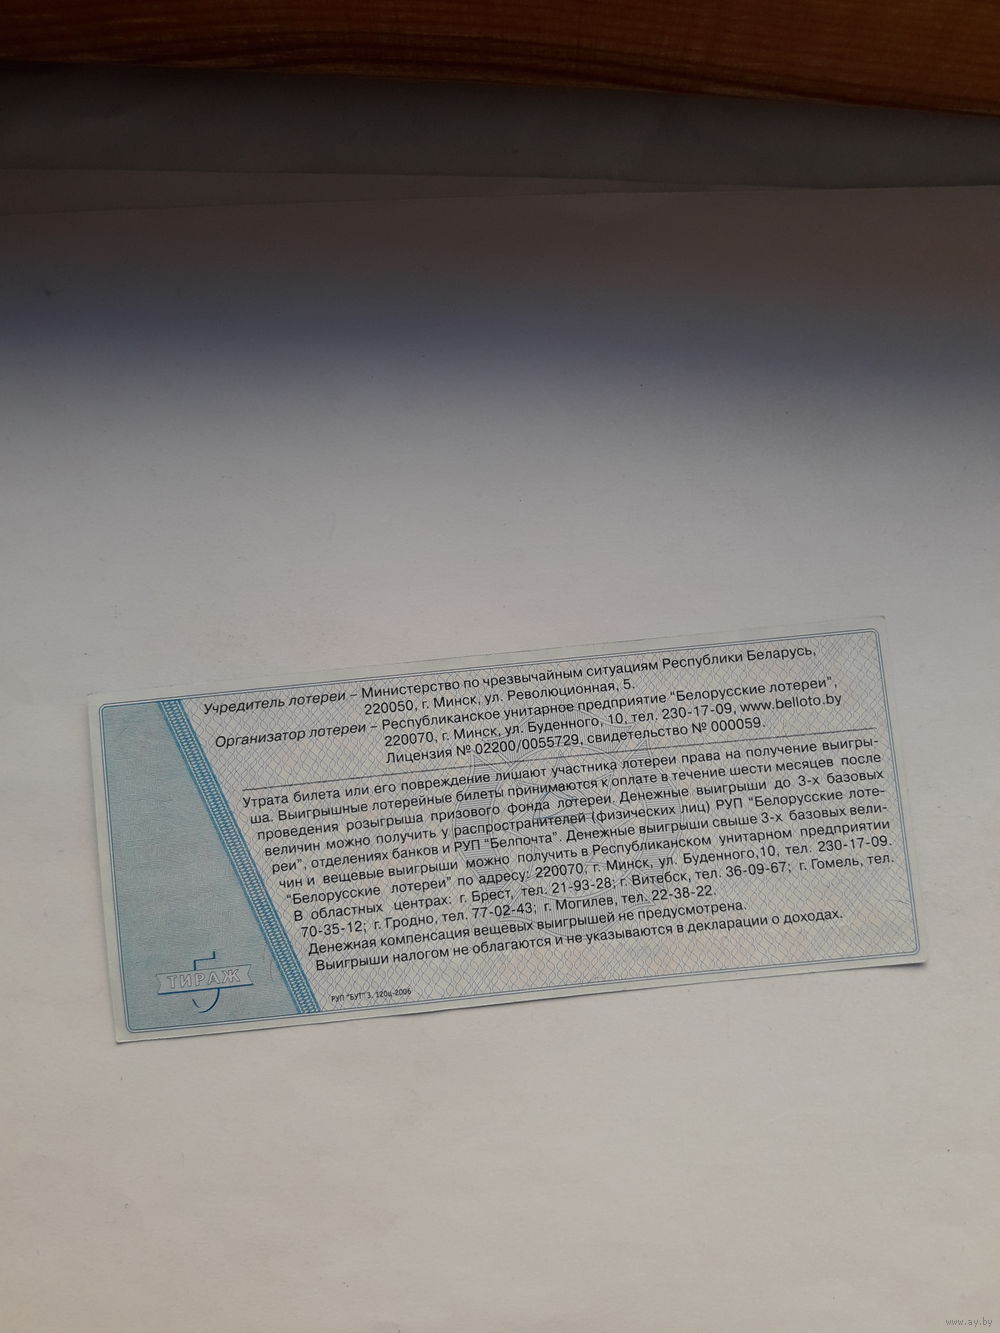 Учредитель лотереи – Министерство по чрезвычайным ситуациям Республики Беларусь,
220050, г. Минск, ул. Революционная, 5.
Организатор лотереи – Республиканское унитарное предприятие "Белорусские лотереи",
220070, г. Минск, ул. Буденного, 10, тел. 230-17-09, www.belloto.by
Лицензия № 02200/0055729, свидетельство № 000059.
Утрата билета или его повреждение лишают участника лотереи права на получение выигры-
ша. Выигрышные лотерейные билеты принимаются к оплате в течение шести месяцев после
проведения розыгрыша призового фонда лотереи. Денежные выигрыши до 3-х базовых
величин можно получить у распространителей (физических лиц) РУП "Белорусские лоте-
реи", отделениях банков и РУП "Белпочта". Денежные выигрыши свыше 3-х базовых вели-
чин и вещевые выигрыши можно получить в Республиканском унитарном предприятии
"Белорусские лотереи" по адресу: 220070, г. Минск, ул. Буденного,10, тел. 230-17-09.
В областных центрах: г. Брест, тел. 21-93-28; г. Витебск, тел. 36-09-67; г. Гомель, тел.
70-35-12; г. Гродно, тел. 77-02-43; г. Могилев, тел. 22-38-22.
Денежная компенсация вещевых выигрышей не предусмотрена.
Выигрыши налогом не облагаются и не указываются в декларации о доходах.
5 ТИРАЖ
РУП "БУТ" З. 120ц-2006
www.ay.by